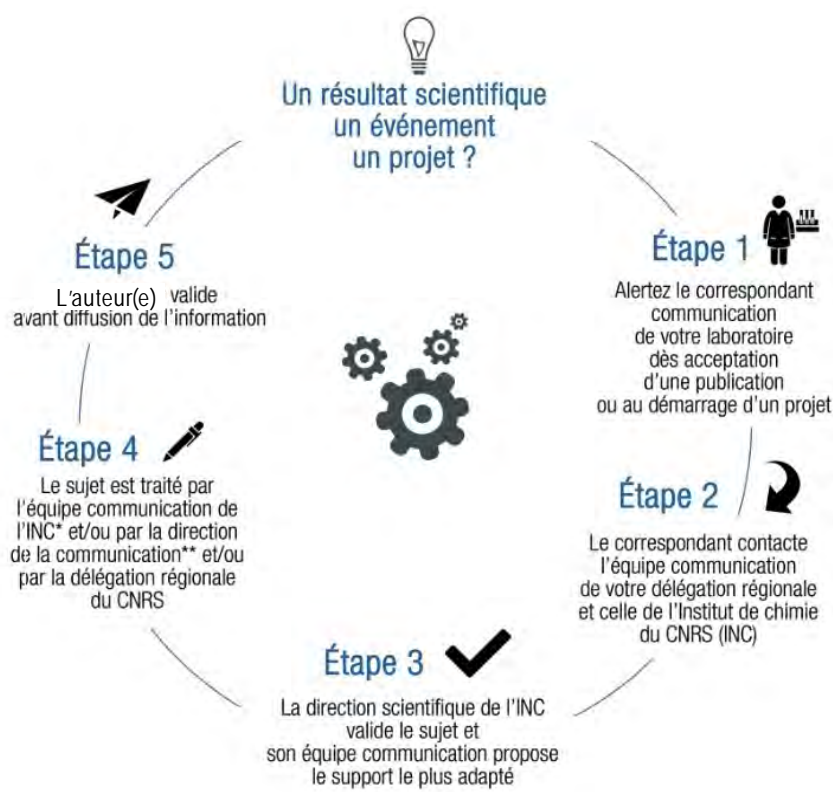 Un résultat scientifique
un événement
un projet ?
Étape 1
Alertez le correspondant
communication
de votre laboratoire
dès acceptation
d'une publication
ou au démarrage d'un projet
Étape 2
Le correspondant contacte
l'équipe communication
de votre délégation régionale
et celle de l'Institut de chimie
du CNRS (INC)
Étape 3
La direction scientifique de l'INC
valide le sujet et
son équipe communication propose
le support le plus adapté
Étape 4
Le sujet est traité par
l'équipe communication de
l'INC* et/ou par la direction
de la communication** et/ou
par la délégation régionale
du CNRS
Étape 5
L'auteur(e) valide
avant diffusion de l'information